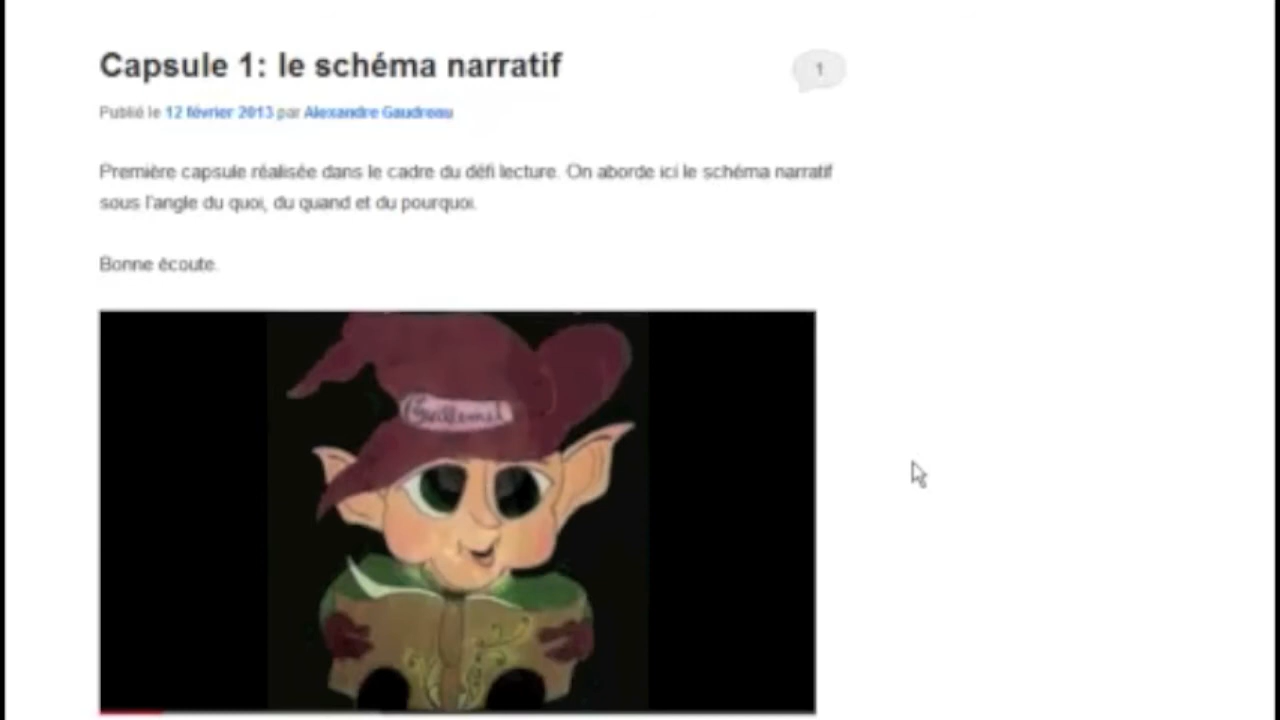 Capsule 1: le schéma narratif
1
Publié le 12 février 2013 par Alexandre Gaudreau
Première capsule réalisée dans le cadre du défi lecture. On aborde ici le schéma narratif
sous l'angle du quoi, du quand et du pourquoi.
Bonne écoute.